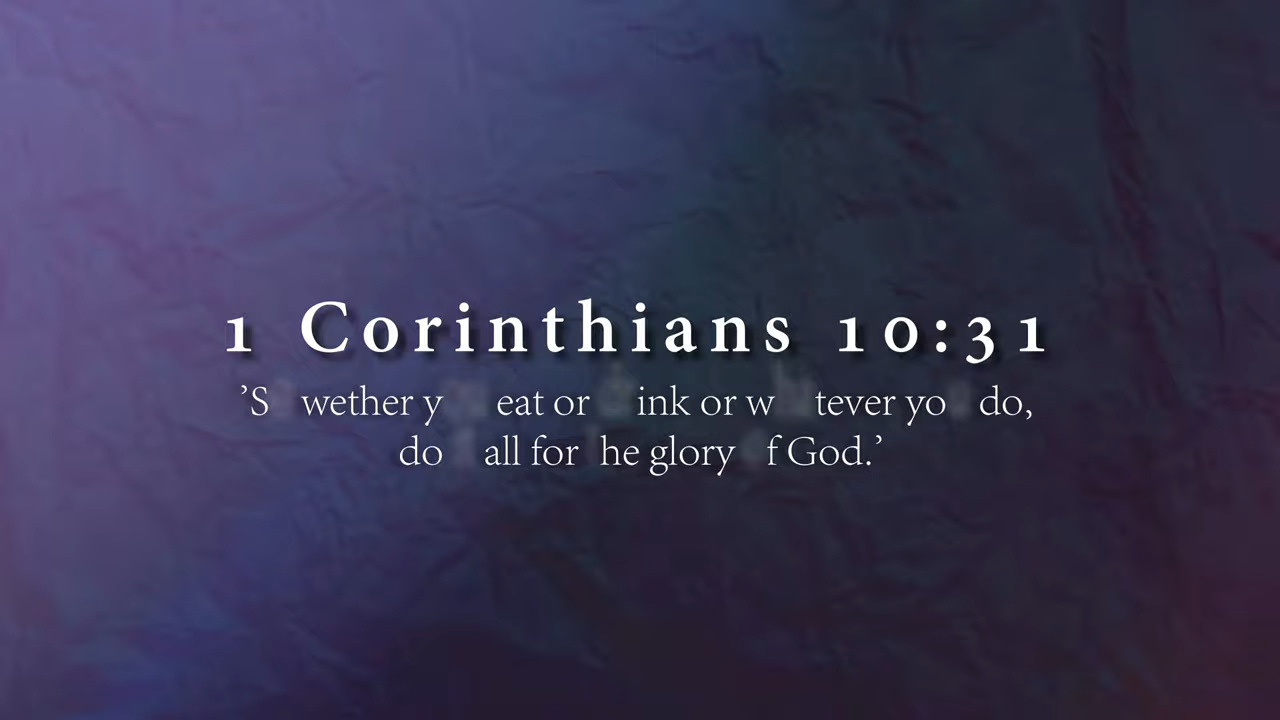 1 Corinthians 10:31
’S wether y eat or ink or w tever yo do,
do all for he glory f God.’